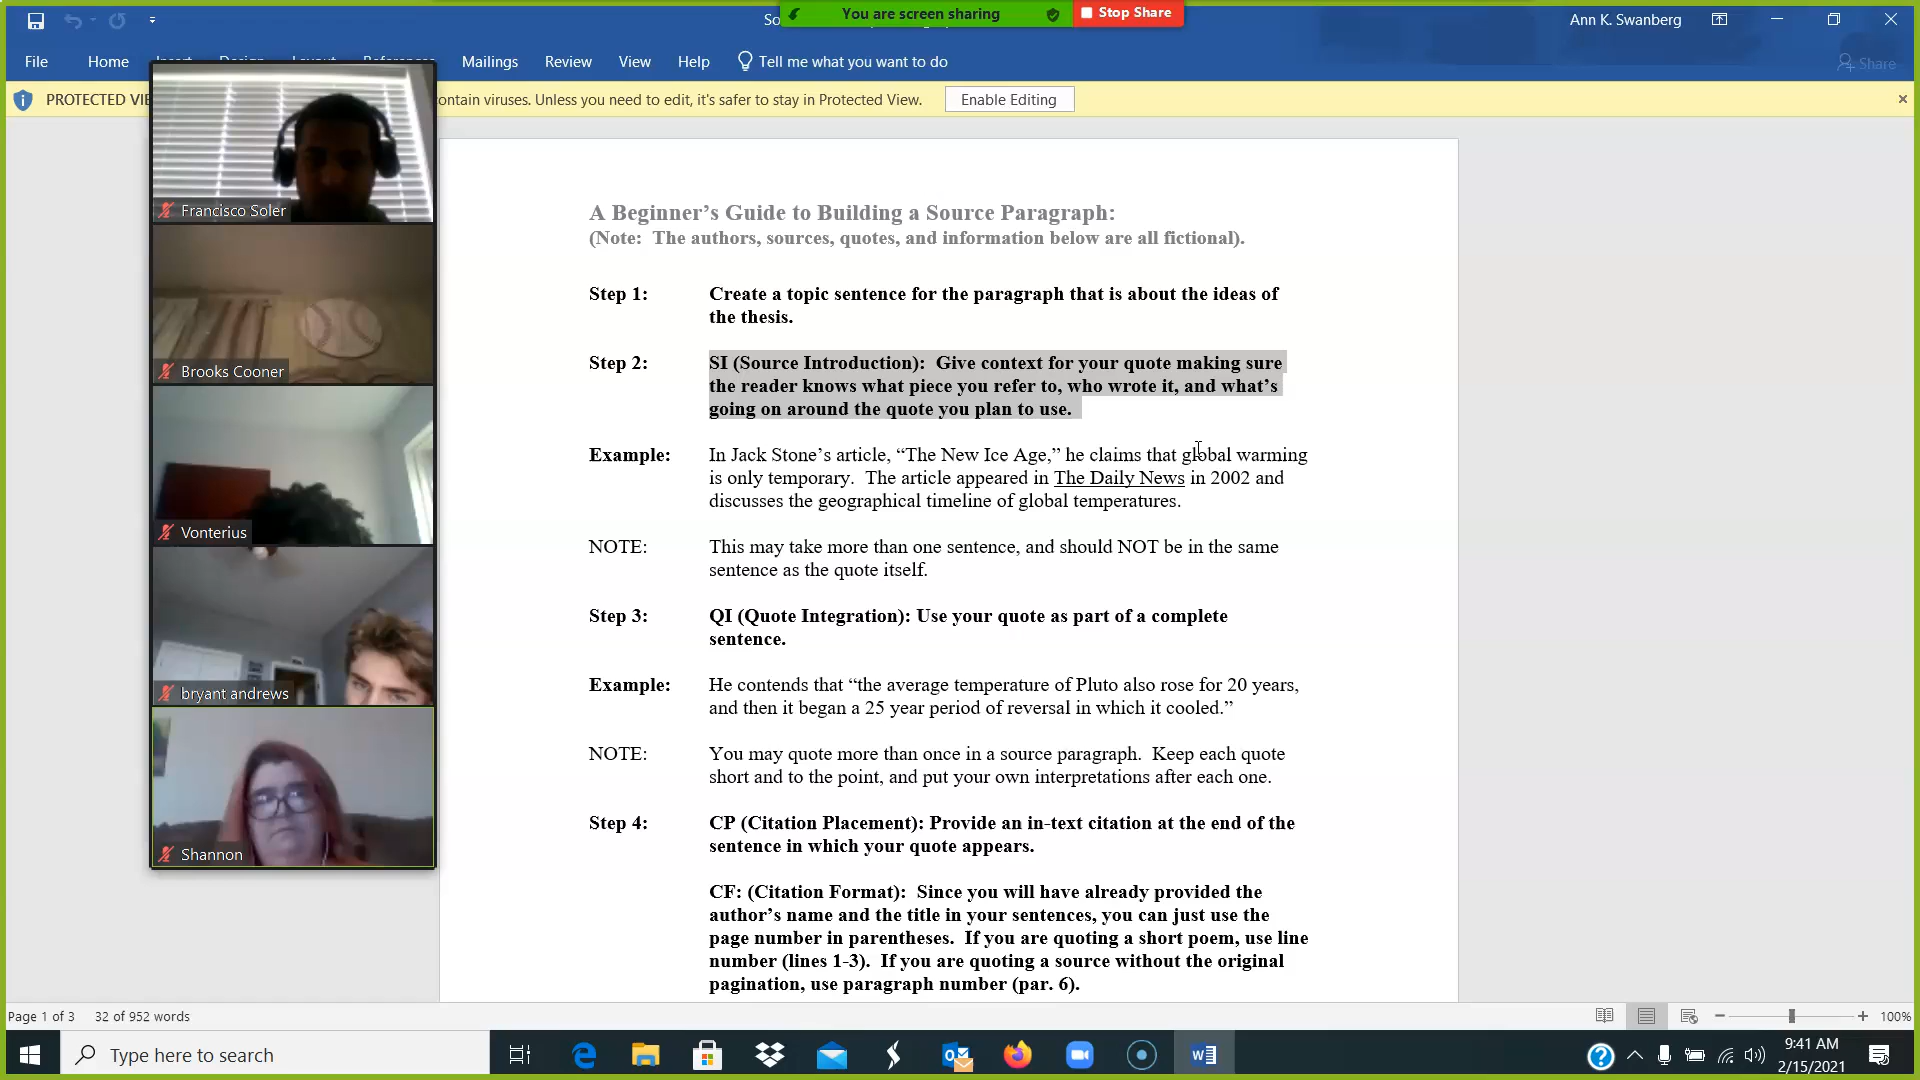 So
You are screen sharing
Stop Share
Ann K. Swanberg
File
Home
Insert
Design
Layout
References
Mailings
Review
View
Help
Tell me what you want to do
Share
PROTECTED VIE
ontain viruses. Unless you need to edit, it's safer to stay in Protected View.
Enable Editing
Francisco Soler
Brooks Cooner
Vonterius
bryant andrews
Shannon
A Beginner’s Guide to Building a Source Paragraph:
(Note:  The authors, sources, quotes, and information below are all fictional).
Step 1: Create a topic sentence for the paragraph that is about the ideas of
the thesis.
Step 2: SI (Source Introduction):  Give context for your quote making sure
the reader knows what piece you refer to, who wrote it, and what’s
going on around the quote you plan to use.
Example: In Jack Stone’s article, “The New Ice Age,” he claims that global warming
is only temporary.  The article appeared in The Daily News in 2002 and
discusses the geographical timeline of global temperatures.
NOTE: This may take more than one sentence, and should NOT be in the same
sentence as the quote itself.
Step 3: QI (Quote Integration): Use your quote as part of a complete
sentence.
Example: He contends that “the average temperature of Pluto also rose for 20 years,
and then it began a 25 year period of reversal in which it cooled.”
NOTE: You may quote more than once in a source paragraph.  Keep each quote
short and to the point, and put your own interpretations after each one.
Step 4: CP (Citation Placement): Provide an in-text citation at the end of the
sentence in which your quote appears.
CF: (Citation Format):  Since you will have already provided the
author’s name and the title in your sentences, you can just use the
page number in parentheses.  If you are quoting a short poem, use line
number (lines 1-3).  If you are quoting a source without the original
pagination, use paragraph number (par. 6).
Page 1 of 3
32 of 952 words
100%
Type here to search
9:41 AM
2/15/2021